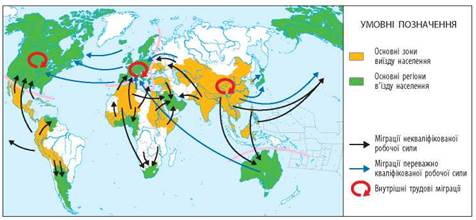 УМОВНІ ПОЗНАЧЕННЯ
Основні зони
виїзду населення
Основні регіони
в'їзду населення
Міграції некваліфікованої
робочої сили
Міграції переважно
кваліфікованої робочої сили
Внутрішні трудові міграції